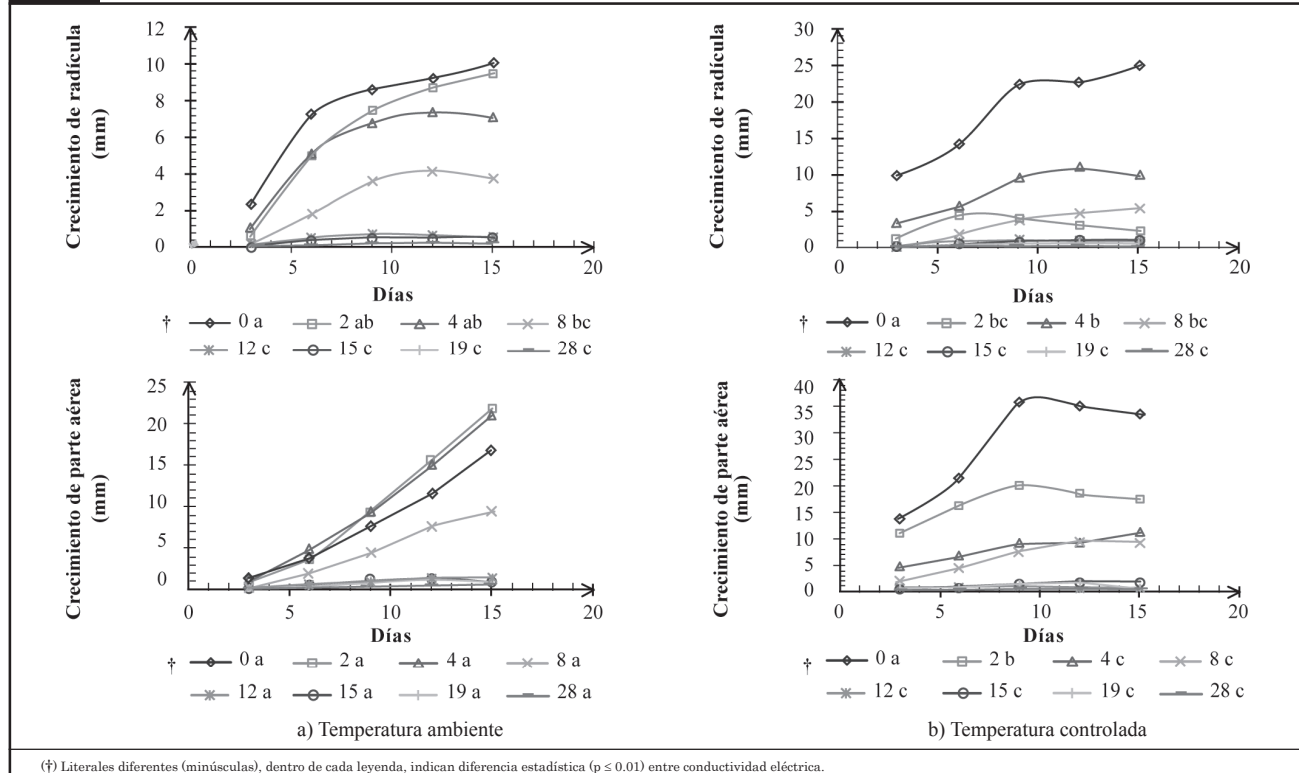 12
10
8
6
4
2
0
Crecimiento de radícula
(mm)
0 5 10 15 20
Días
† 0 a 2 ab 4 ab 8 bc
12 c 15 c 19 c 28 c
30
25
20
15
10
5
0
Crecimiento de radícula
(mm)
0 5 10 15 20
Días
† 0 a 2 bc 4 b 8 bc
12 c 15 c 19 c 28 c
25
20
15
10
5
0
Crecimiento de parte aérea
(mm)
0 5 10 15 20
Días
† 0 a 2 a 4 a 8 a
12 a 15 a 19 a 28 a
a) Temperatura ambiente
40
35
30
25
20
15
10
5
0
Crecimiento de parte aérea
(mm)
0 5 10 15 20
Días
† 0 a 2 b 4 c 8 c
12 c 15 c 19 c 28 c
b) Temperatura controlada
(†) Literales diferentes (minúsculas), dentro de cada leyenda, indican diferencia estadística (p ≤ 0.01) entre conductividad eléctrica.